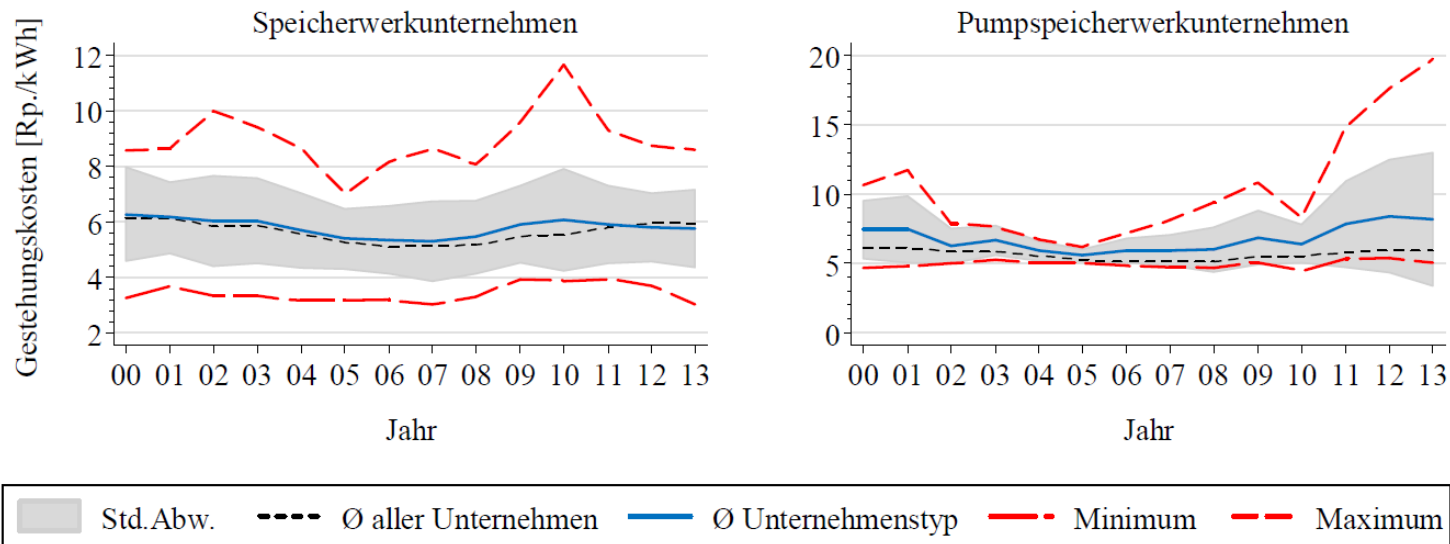 Speicherwerkunternehmen
Pumpspeicherwerkunternehmen
Gestehungskosten [Rp./kWh]
12
10
8
6
4
2
00 01 02 03 04 05 06 07 08 09 10 11 12 13
Jahr
20
15
10
5
0
00 01 02 03 04 05 06 07 08 09 10 11 12 13
Jahr
Std.Abw. Ø aller Unternehmen Ø Unternehmenstyp Minimum Maximum